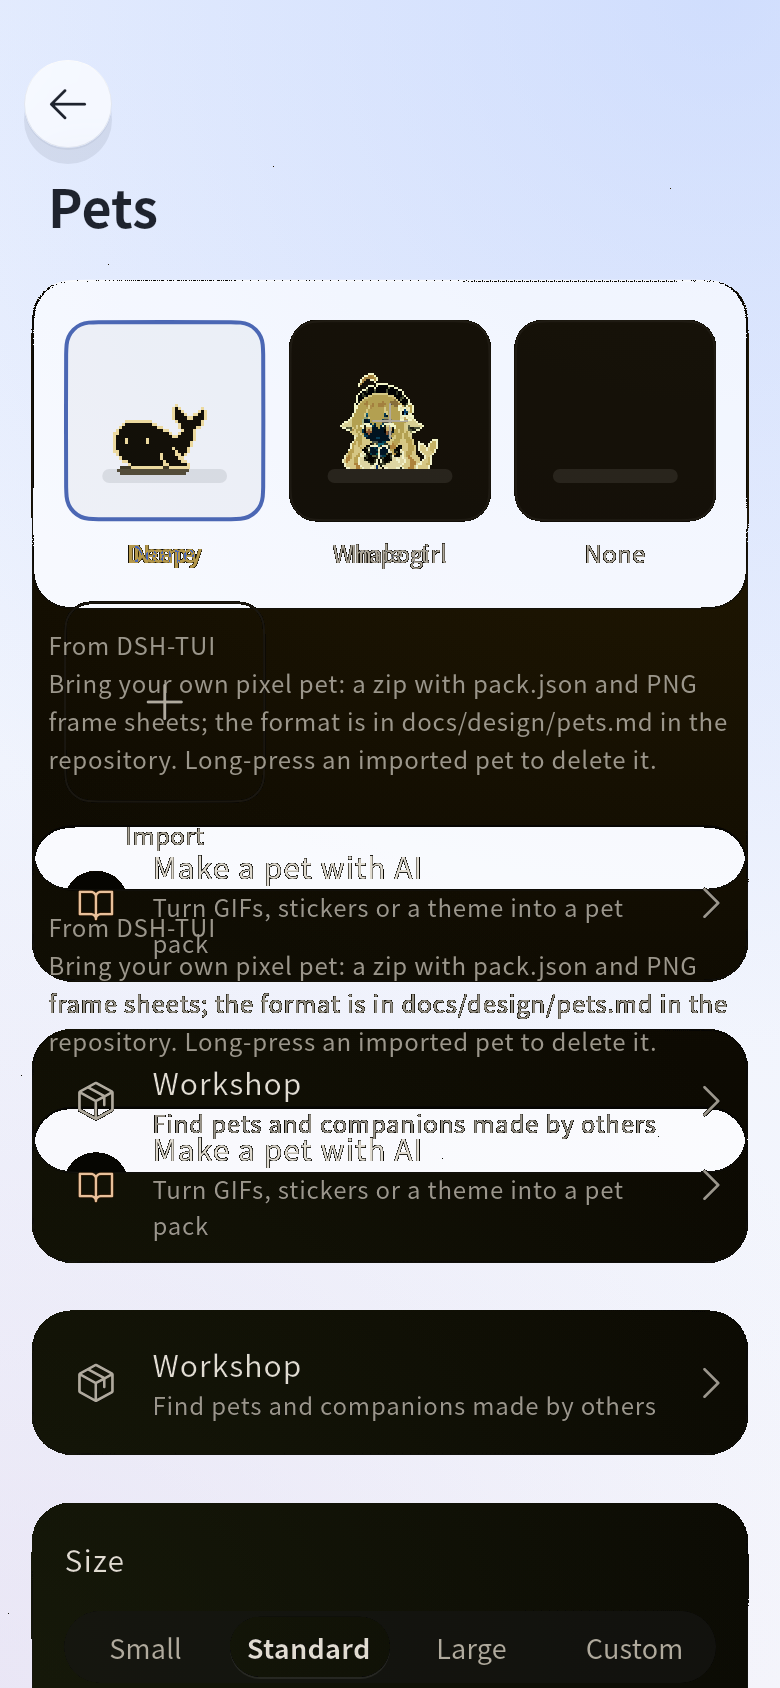 Pets
None
From DSH-TUI
Bring your own pixel pet: a zip with pack.json and PNG
frame sheets; the format is in docs/design/pets.md in the
repository. Long-press an imported pet to delete it.
Import
Make a pet with AI
Turn GIFs, stickers or a theme into a pet
pack
From DSH-TUI
Bring your own pixel pet: a zip with pack.json and PNG
frame sheets; the format is in docs/design/pets.md in the
repository. Long-press an imported pet to delete it.
Workshop
Find pets and companions made by others
Make a pet with AI
Turn GIFs, stickers or a theme into a pet
pack
Workshop
Find pets and companions made by others
Size
Small
Standard
Large
Custom